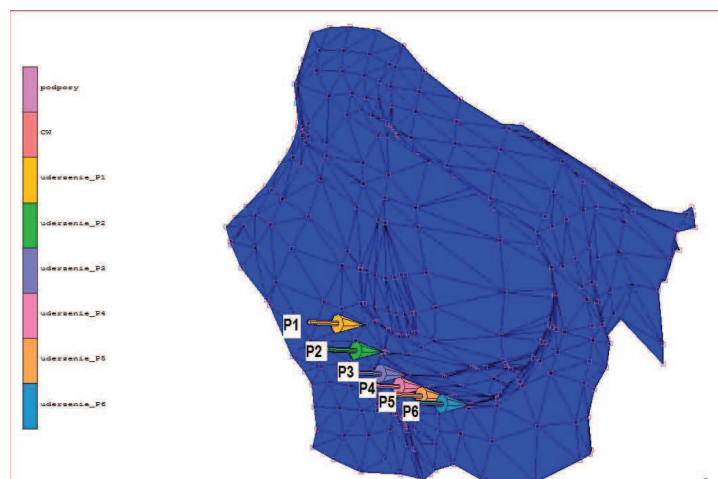 podpory
CW
uderzenie_P1
uderzenie_P2
uderzenie_P3
uderzenie_P4
uderzenie_P5
uderzenie_P6
P1
P2
P3
P4
P5
P6